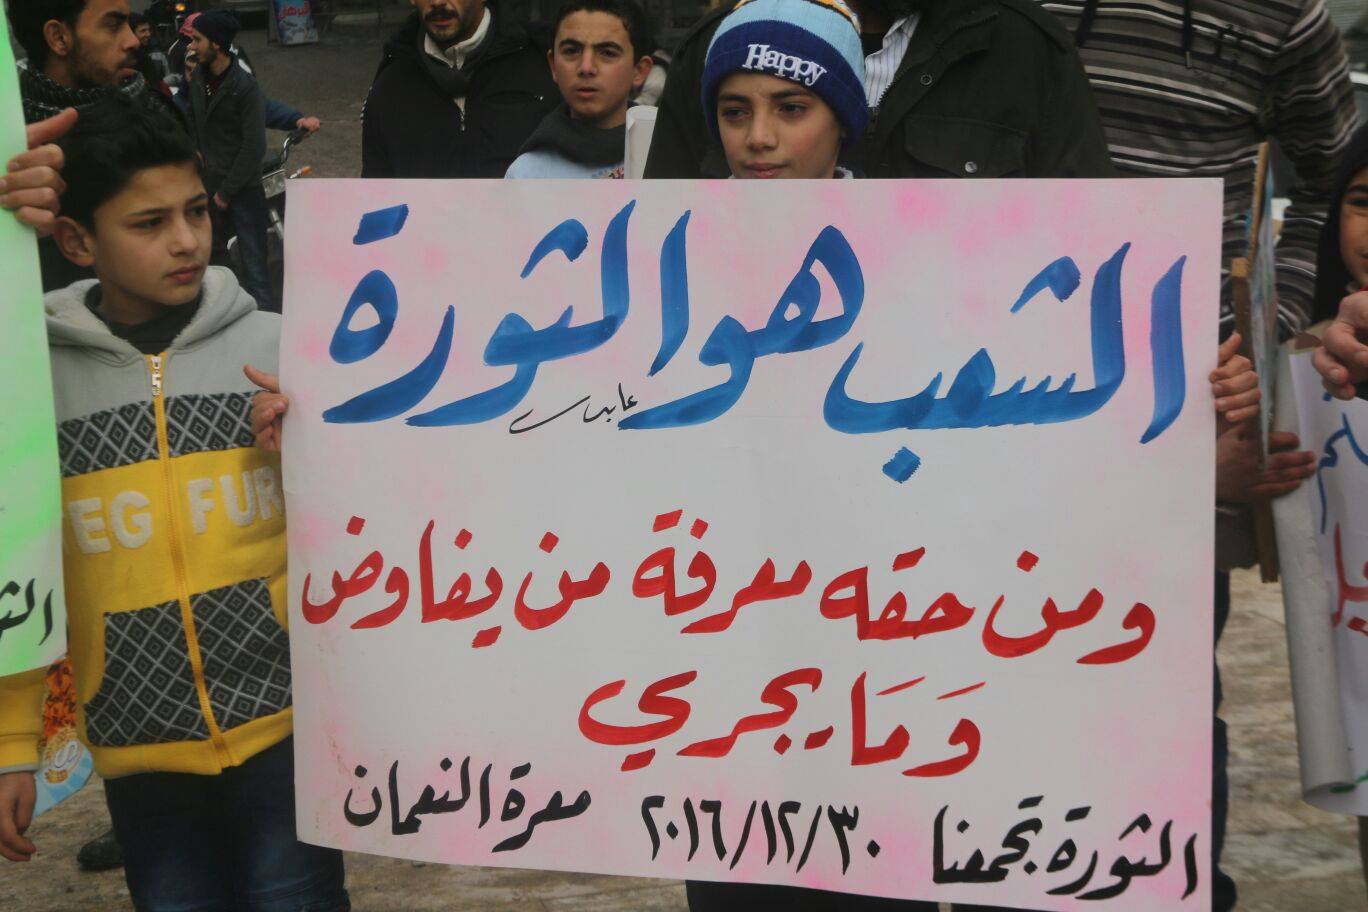 Happy
الشعب هو الثورة
ومن حقه معرفة من يفاوض
وَمَا يجري
الثورة تجمعنا ٢٠١٦/١٢/٣٠ معرة النعمان
EG FUR